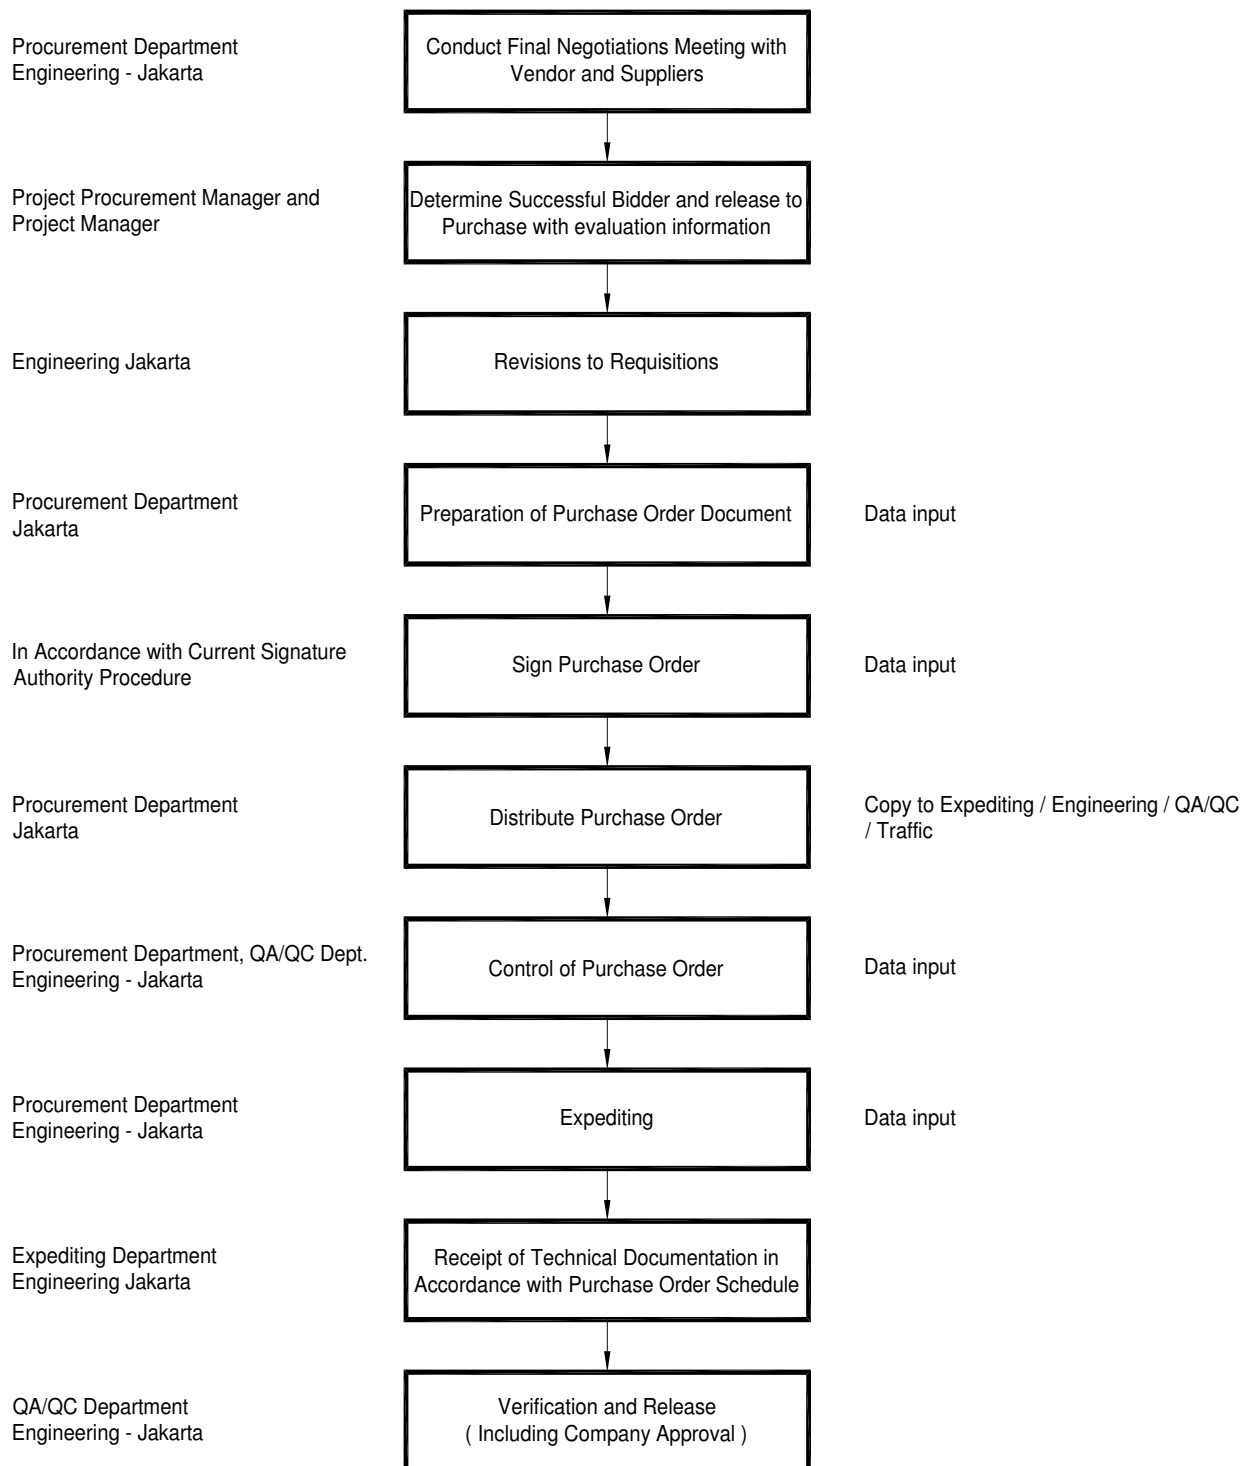 Procurement Department
Engineering - Jakarta
Conduct Final Negotiations Meeting with
Vendor and Suppliers
Project Procurement Manager and
Project Manager
Determine Successful Bidder and release to
Purchase with evaluation information
Engineering Jakarta
Revisions to Requisitions
Procurement Department
Jakarta
Preparation of Purchase Order Document
Data input
In Accordance with Current Signature
Authority Procedure
Sign Purchase Order
Data input
Procurement Department
Jakarta
Distribute Purchase Order
Copy to Expediting / Engineering / QA/QC
/ Traffic
Procurement Department, QA/QC Dept.
Engineering - Jakarta
Control of Purchase Order
Data input
Procurement Department
Engineering - Jakarta
Expediting
Data input
Expediting Department
Engineering Jakarta
Receipt of Technical Documentation in
Accordance with Purchase Order Schedule
QA/QC Department
Engineering - Jakarta
Verification and Release
( Including Company Approval )